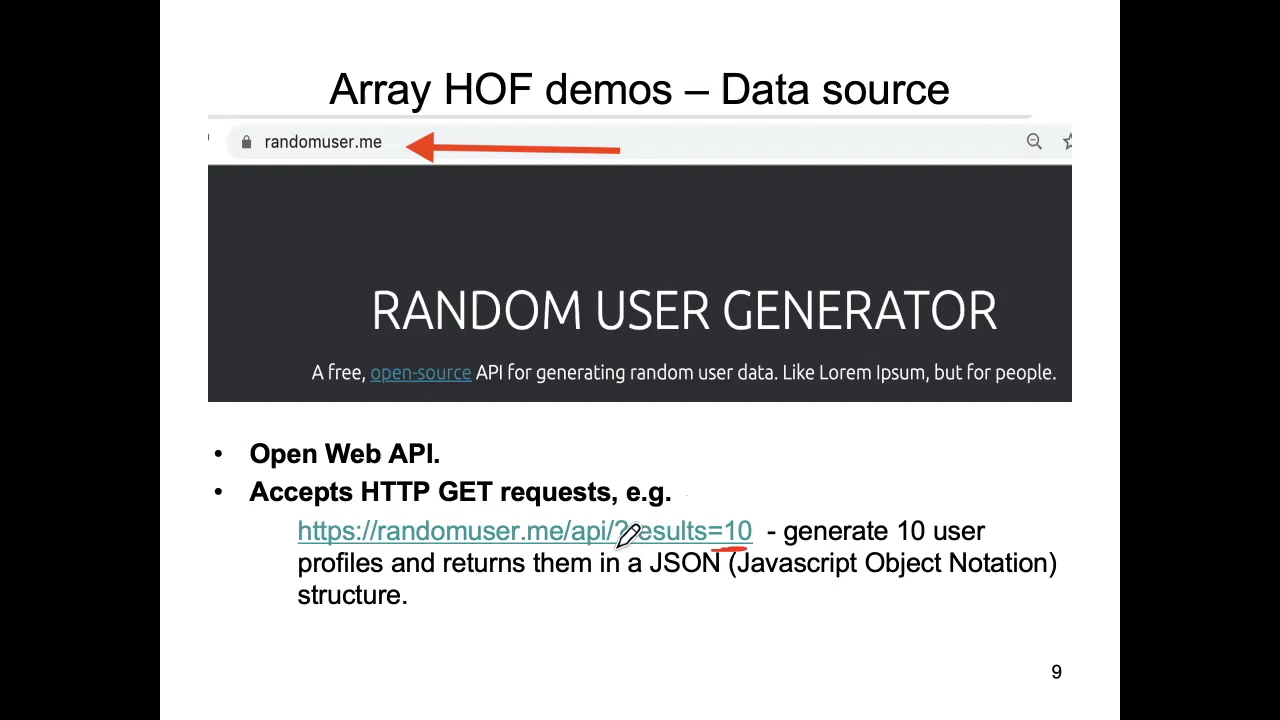 Array HOF demos – Data source
randomuser.me
RANDOM USER GENERATOR
A free, open-source API for generating random user data. Like Lorem Ipsum, but for people.
• Open Web API.
• Accepts HTTP GET requests, e.g.
https://randomuser.me/api/?results=10 - generate 10 user
profiles and returns them in a JSON (Javascript Object Notation)
structure.
9